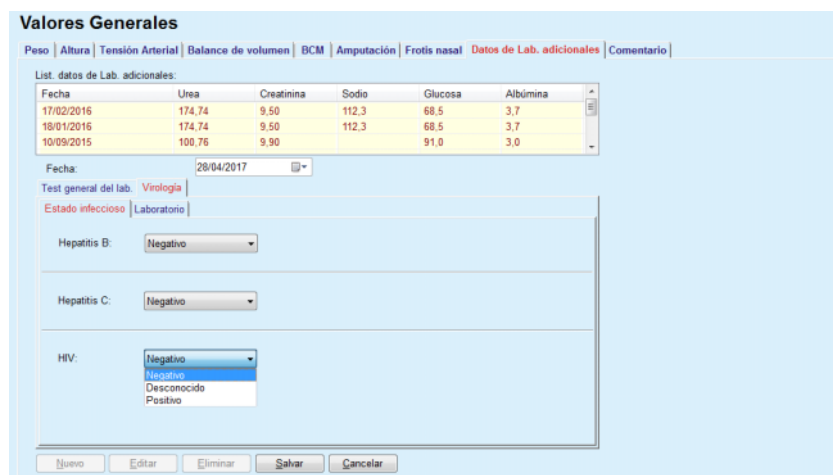 Valores Generales
Peso Altura Tensión Arterial Balance de volumen BCM Amputación Frotis nasal Datos de Lab. adicionales Comentario
List. datos de Lab. adicionales:
Fecha Urea Creatinina Sodio Glucosa Albúmina
17/02/2016 174,74 9,50 112,3 68,5 3,7
18/01/2016 174,74 9,50 112,3 68,5 3,7
10/09/2015 100,76 9,90 91,0 3,0
Fecha: 28/04/2017
Test general del lab. Virología
Estado infeccioso Laboratorio
Hepatitis B: Negativo
Hepatitis C: Negativo
HIV: Negativo
Negativo
Desconocido
Positivo
Nuevo Editar Eliminar Salvar Cancelar